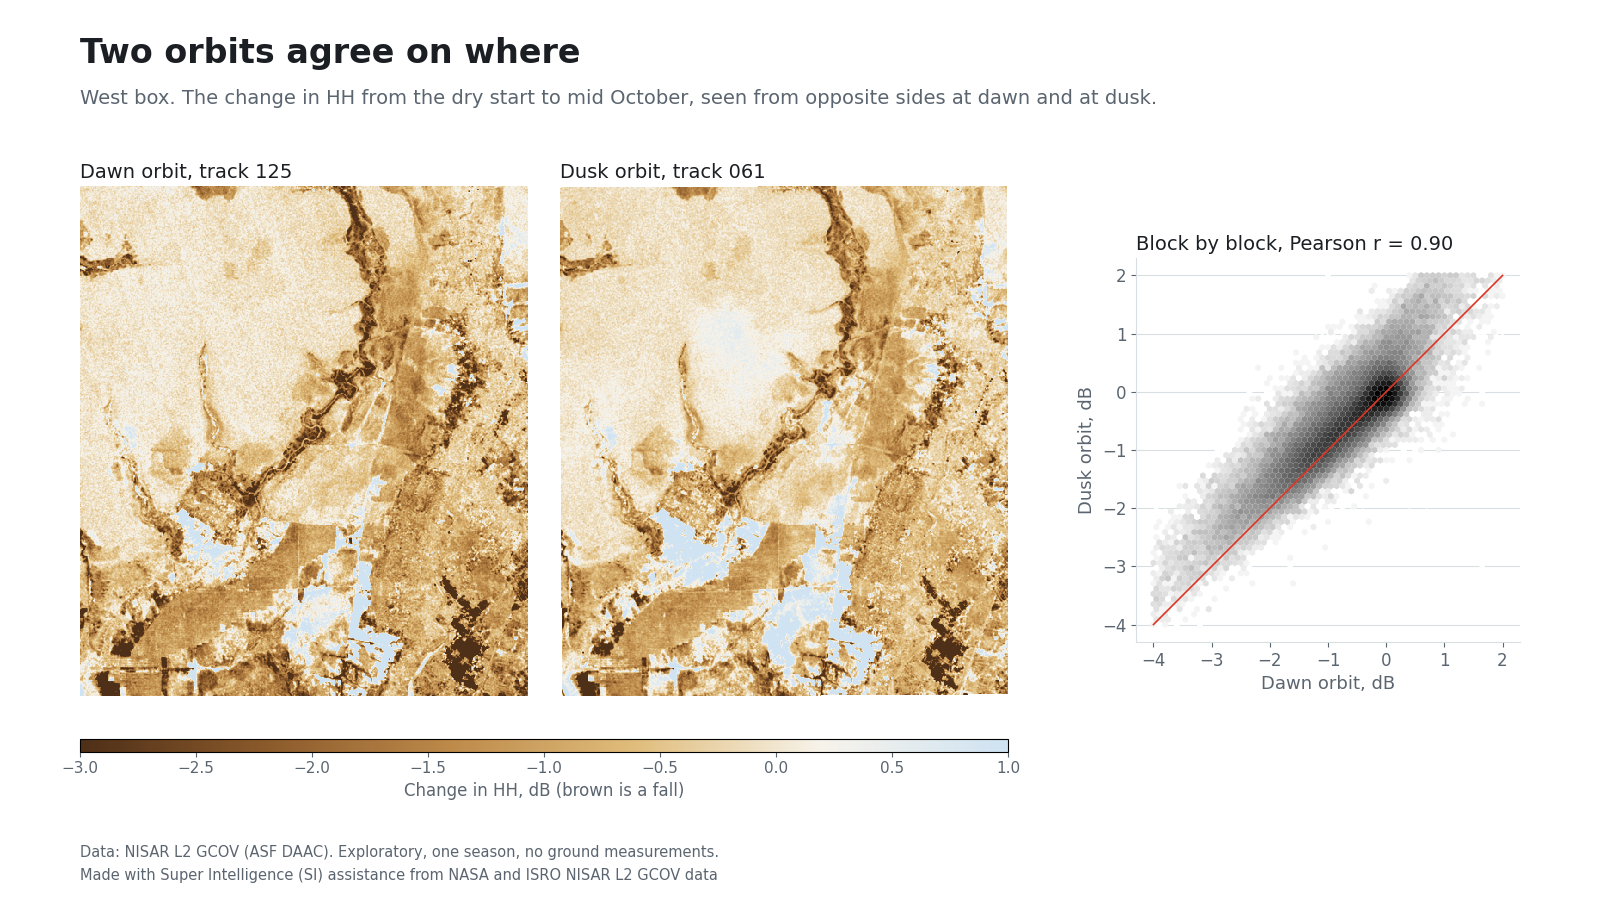 Two orbits agree on where
West box. The change in HH from the dry start to mid October, seen from opposite sides at dawn and at dusk.
Dawn orbit, track 125
Dusk orbit, track 061
Block by block, Pearson r = 0.90
2
1
0
−1
−2
−3
−4
Dusk orbit, dB
−4 −3 −2 −1 0 1 2
Dawn orbit, dB
−3.0 −2.5 −2.0 −1.5 −1.0 −0.5 0.0 0.5 1.0
Change in HH, dB (brown is a fall)
Data: NISAR L2 GCOV (ASF DAAC). Exploratory, one season, no ground measurements.
Made with Super Intelligence (SI) assistance from NASA and ISRO NISAR L2 GCOV data